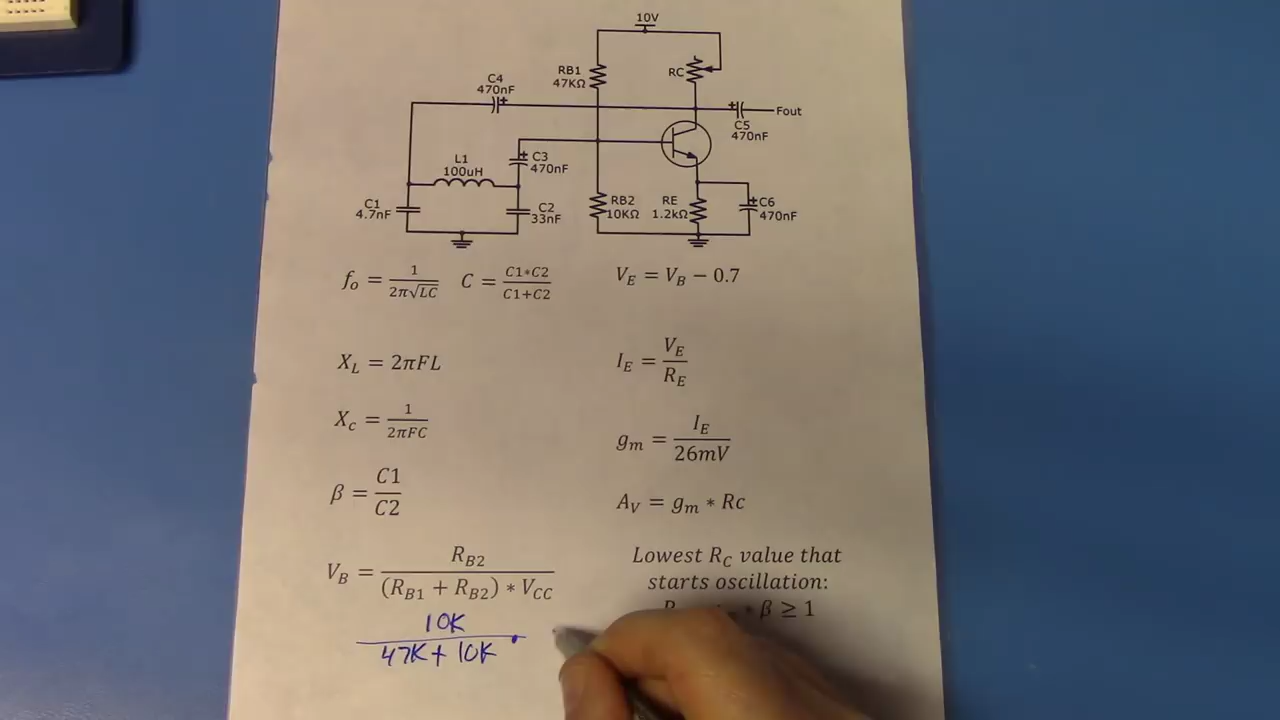 10V
RB1
47KΩ
RC
C4
470nF
C5
470nF
Fout
L1
100uH
C3
470nF
C1
4.7nF
C2
33nF
RB2
10KΩ
RE
1.2kΩ
C6
470nF
f_o = 1 / 2π√LC  C = C1*C2 / C1+C2
V_E = V_B − 0.7
X_L = 2πFL
I_E = V_E / R_E
X_c = 1 / 2πFC
g_m = I_E / 26mV
β = C1 / C2
A_V = g_m * Rc
V_B = R_B2 / (R_B1 + R_B2) * V_CC
Lowest R_C value that
starts oscillation:
* β ≥ 1
10K
47K + 10K ·